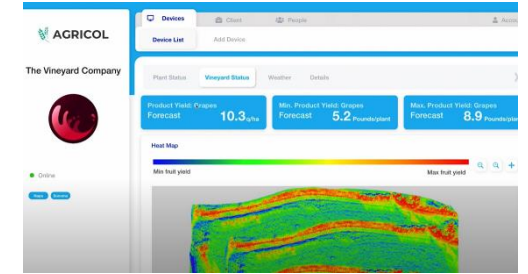 Devices
Client
People
AGRICOL
Device List
Add Device
The Vineyard Company
Plant Status
Vineyard Status
Weather
Details
Product Yield: Grapes
Forecast
10.3 q/ha
Min. Product Yield: Grapes
Forecast
5.2 Pounds/plant
Max. Product Yield: Grapes
Forecast
8.9
Heat Map
Min fruit yield
Max fruit yield
Online